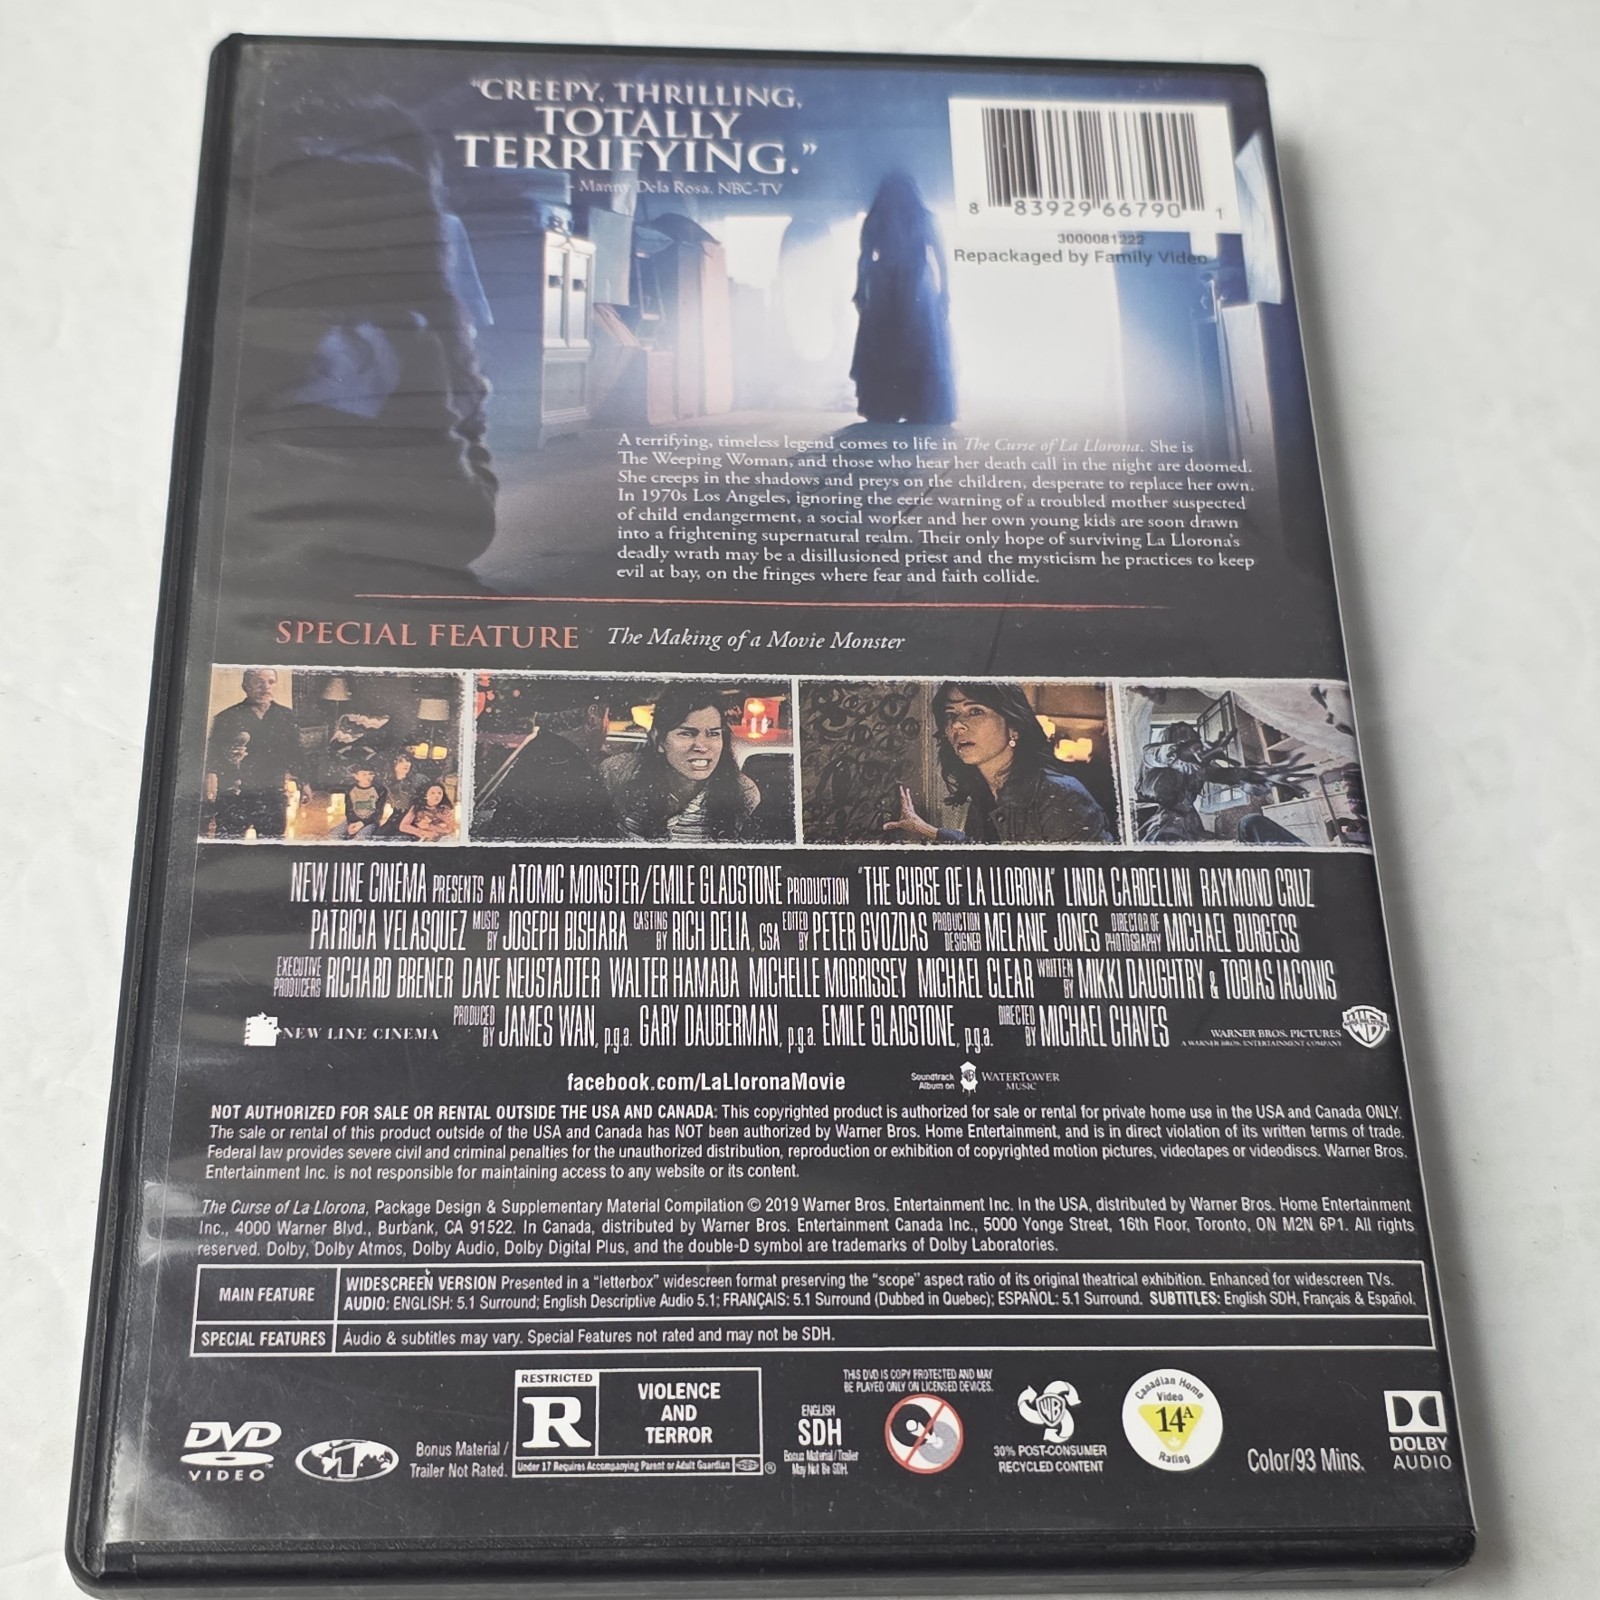 "CREEPY, THRILLING,
TOTALLY
TERRIFYING."
- Manny Dela Rosa, NBC-TV
8 83929 66790 1
3000081222
Repackaged by Family Video
A terrifying, timeless legend comes to life in The Curse of La Llorona. She is
The Weeping Woman, and those who hear her death call in the night are doomed.
She creeps in the shadows and preys on the children, desperate to replace her own.
In 1970s Los Angeles, ignoring the eerie warning of a troubled mother suspected
of child endangerment, a social worker and her own young kids are soon drawn
into a frightening supernatural realm. Their only hope of surviving La Llorona's
deadly wrath may be a disillusioned priest and the mysticism he practices to keep
evil at bay, on the fringes where fear and faith collide.
SPECIAL FEATURE The Making of a Movie Monster
NEW LINE CINEMA PRESENTS AN ATOMIC MONSTER/EMILE GLADSTONE PRODUCTION "THE CURSE OF LA LLORONA" LINDA CARDELLINI RAYMOND CRUZ
PATRICIA VELASQUEZ MUSIC BY JOSEPH BISHARA CASTING BY RICH DELIA, CSA EDITED BY PETER GVOZDAS PRODUCTION DESIGNER MELANIE JONES DIRECTOR OF PHOTOGRAPHY MICHAEL BURGESS
EXECUTIVE PRODUCERS RICHARD BRENER DAVE NEUSTADTER WALTER HAMADA MICHELLE MORRISSEY MICHAEL CLEAR WRITTEN BY MIKKI DAUGHTRY & TOBIAS IACONIS
NEW LINE CINEMA PRODUCED BY JAMES WAN, p.g.a. GARY DAUBERMAN, p.g.a. EMILE GLADSTONE, p.g.a. DIRECTED BY MICHAEL CHAVES WARNER BROS. PICTURES
A WARNER BROS. ENTERTAINMENT COMPANY
WB
facebook.com/LaLloronaMovie Soundtrack Album on WATERTOWER MUSIC
NOT AUTHORIZED FOR SALE OR RENTAL OUTSIDE THE USA AND CANADA: This copyrighted product is authorized for sale or rental for private home use in the USA and Canada ONLY.
The sale or rental of this product outside of the USA and Canada has NOT been authorized by Warner Bros. Home Entertainment, and is in direct violation of its written terms of trade.
Federal law provides severe civil and criminal penalties for the unauthorized distribution, reproduction or exhibition of copyrighted motion pictures, videotapes or videodiscs. Warner Bros.
Entertainment Inc. is not responsible for maintaining access to any website or its content.
The Curse of La Llorona, Package Design & Supplementary Material Compilation © 2019 Warner Bros. Entertainment Inc. In the USA, distributed by Warner Bros. Home Entertainment
Inc., 4000 Warner Blvd., Burbank, CA 91522. In Canada, distributed by Warner Bros. Entertainment Canada Inc., 5000 Yonge Street, 16th Floor, Toronto, ON M2N 6P1. All rights
reserved. Dolby, Dolby Atmos, Dolby Audio, Dolby Digital Plus, and the double-D symbol are trademarks of Dolby Laboratories.
MAIN FEATURE
WIDESCREEN VERSION Presented in a "letterbox" widescreen format preserving the "scope" aspect ratio of its original theatrical exhibition. Enhanced for widescreen TVs.
AUDIO: ENGLISH: 5.1 Surround; English Descriptive Audio 5.1; FRANÇAIS: 5.1 Surround (Dubbed in Quebec); ESPAÑOL: 5.1 Surround. SUBTITLES: English SDH, Français & Español.
SPECIAL FEATURES Audio & subtitles may vary. Special Features not rated and may not be SDH.
DVD
VIDEO
1
Bonus Material /
Trailer Not Rated.
RESTRICTED
R
VIOLENCE
AND
TERROR
Under 17 Requires Accompanying Parent or Adult Guardian ®
ENGLISH
SDH
Bonus Material/Trailer
May Not Be SDH.
THIS DVD IS COPY PROTECTED AND MAY
BE PLAYED ONLY ON LICENSED DEVICES.
WB
30% POST-CONSUMER
RECYCLED CONTENT
Canadian Home
Video
14A
Rating
Color/93 Mins.
DOLBY
AUDIO